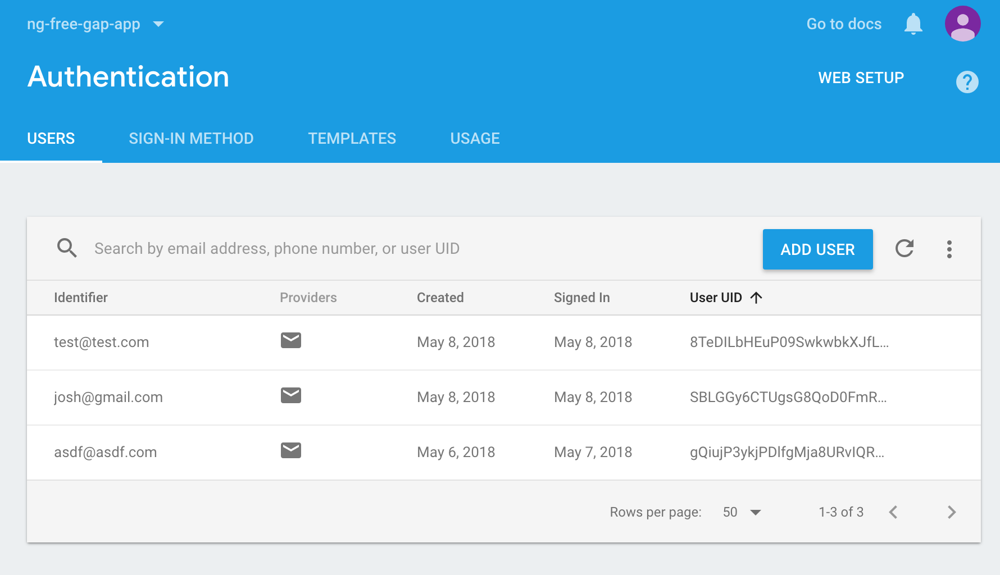 ng-free-gap-app
Go to docs
Authentication
WEB SETUP
?
USERS SIGN-IN METHOD TEMPLATES USAGE
Search by email address, phone number, or user UID
ADD USER
Identifier Providers Created Signed In User UID
test@test.com May 8, 2018 May 8, 2018 8TeDILbHEuP09SwkwbkXJfL...
josh@gmail.com May 8, 2018 May 8, 2018 SBLGGy6CTUgsG8QoD0FmR...
asdf@asdf.com May 6, 2018 May 7, 2018 gQiujP3ykjPDlfgMja8URvIQR...
Rows per page: 50 1-3 of 3